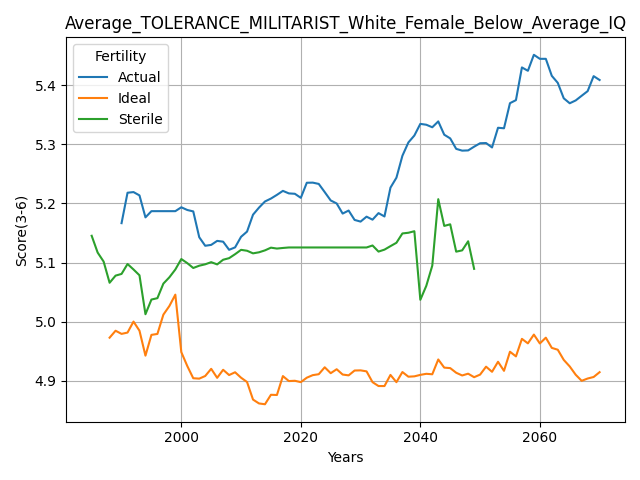 Average_TOLERANCE_MILITARIST_White_Female_Below_Average_IQ
Fertility
Actual
Ideal
Sterile
Score(3-6)
5.4
5.3
5.2
5.1
5.0
4.9
2000
2020
2040
2060
Years